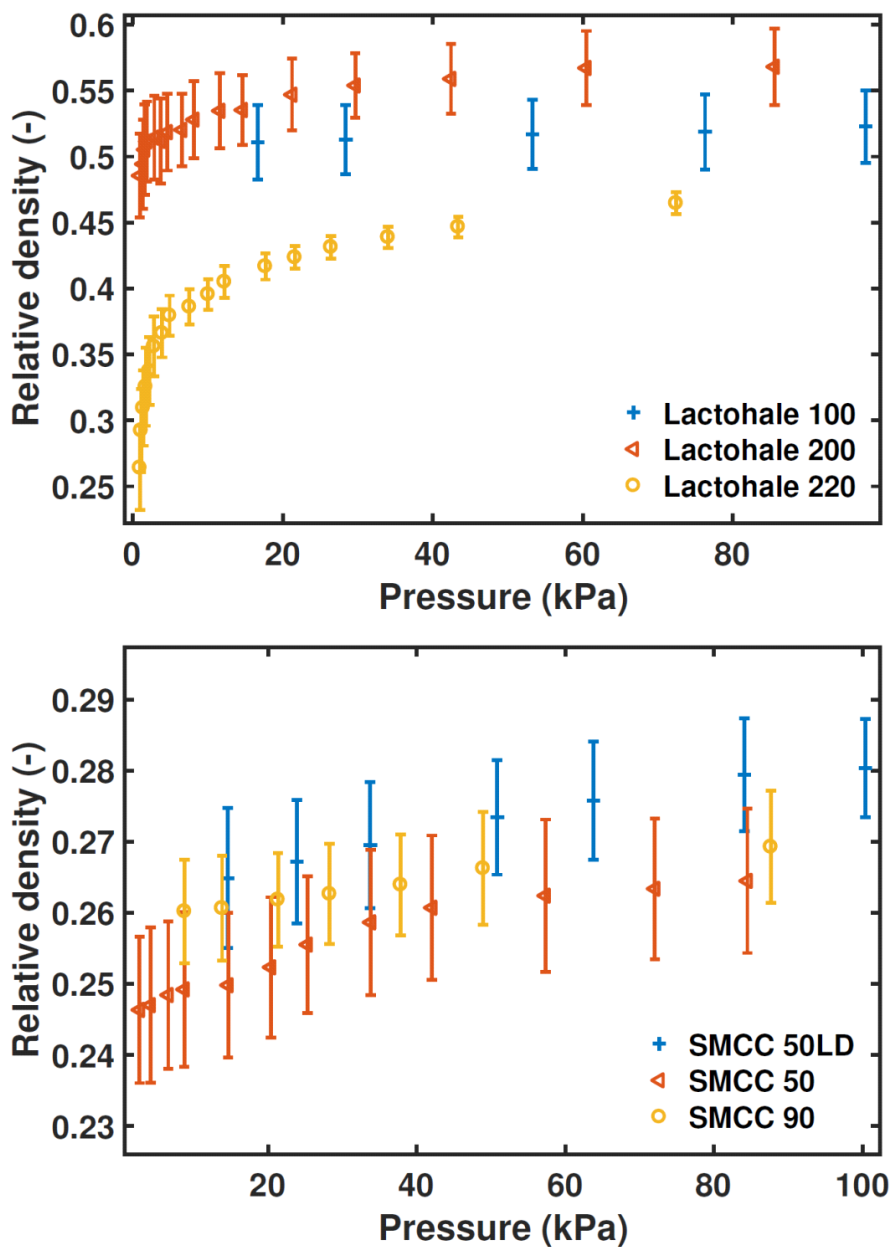 0.6
0.55
0.5
0.45
0.4
0.35
0.3
0.25
Relative density (-)
Lactohale 100
Lactohale 200
Lactohale 220
0 20 40 60 80
Pressure (kPa)
0.29
0.28
0.27
0.26
0.25
0.24
0.23
Relative density (-)
SMCC 50LD
SMCC 50
SMCC 90
20 40 60 80 100
Pressure (kPa)